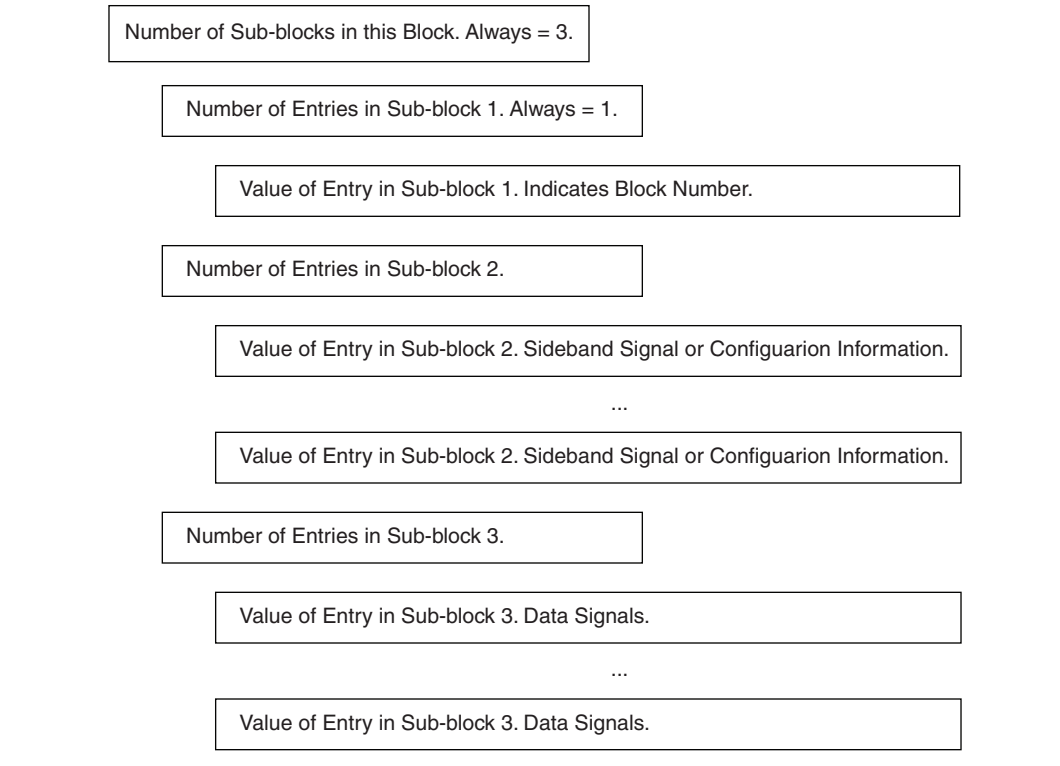 Number of Sub-blocks in this Block. Always = 3.
Number of Entries in Sub-block 1. Always = 1.
Value of Entry in Sub-block 1. Indicates Block Number.
Number of Entries in Sub-block 2.
Value of Entry in Sub-block 2. Sideband Signal or Configuarion Information.
...
Value of Entry in Sub-block 2. Sideband Signal or Configuarion Information.
Number of Entries in Sub-block 3.
Value of Entry in Sub-block 3. Data Signals.
...
Value of Entry in Sub-block 3. Data Signals.